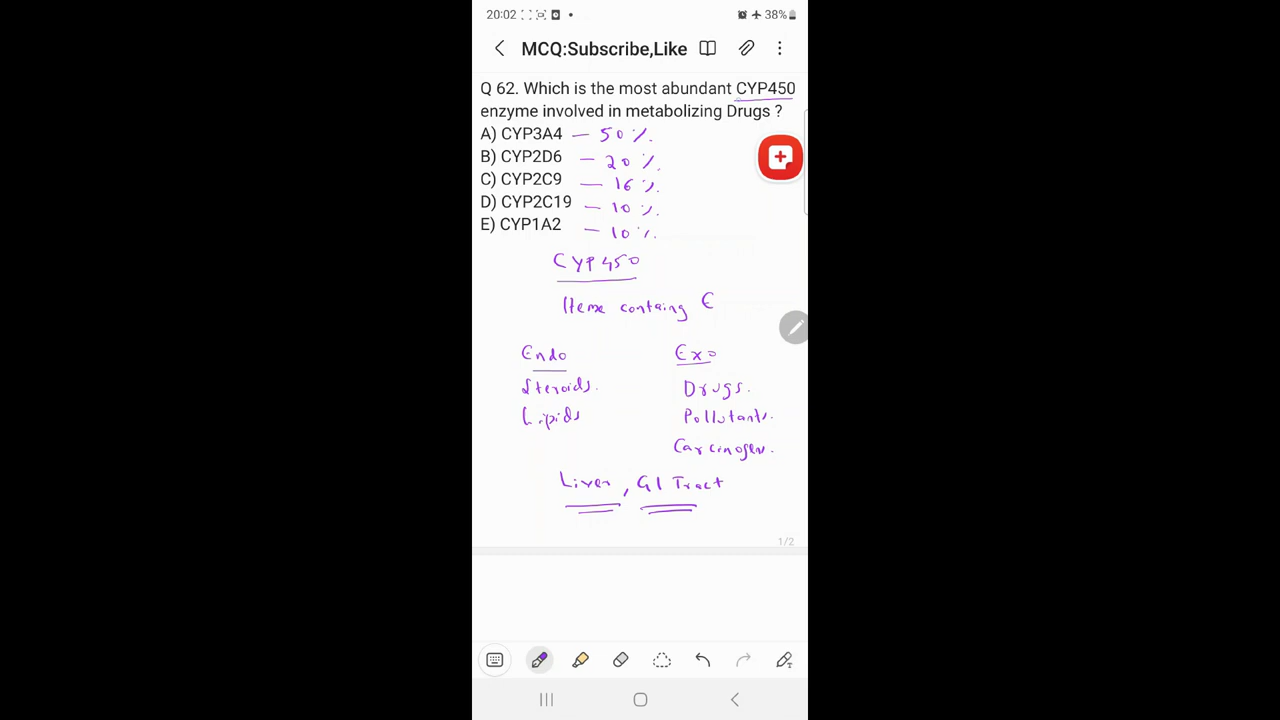 20:02
38%
MCQ:Subscribe,Like
Q 62. Which is the most abundant CYP450
enzyme involved in metabolizing Drugs ?
A) CYP3A4 — 50 %.
B) CYP2D6 — 20 %.
C) CYP2C9 — 16 %.
D) CYP2C19 — 10 %.
E) CYP1A2 — 10 %.
CYP450
Heme containg E
Endo Exo
Steroids. Drugs.
Lipids Pollutants.
Carcinogen.
Liver, GI Tract
1/2